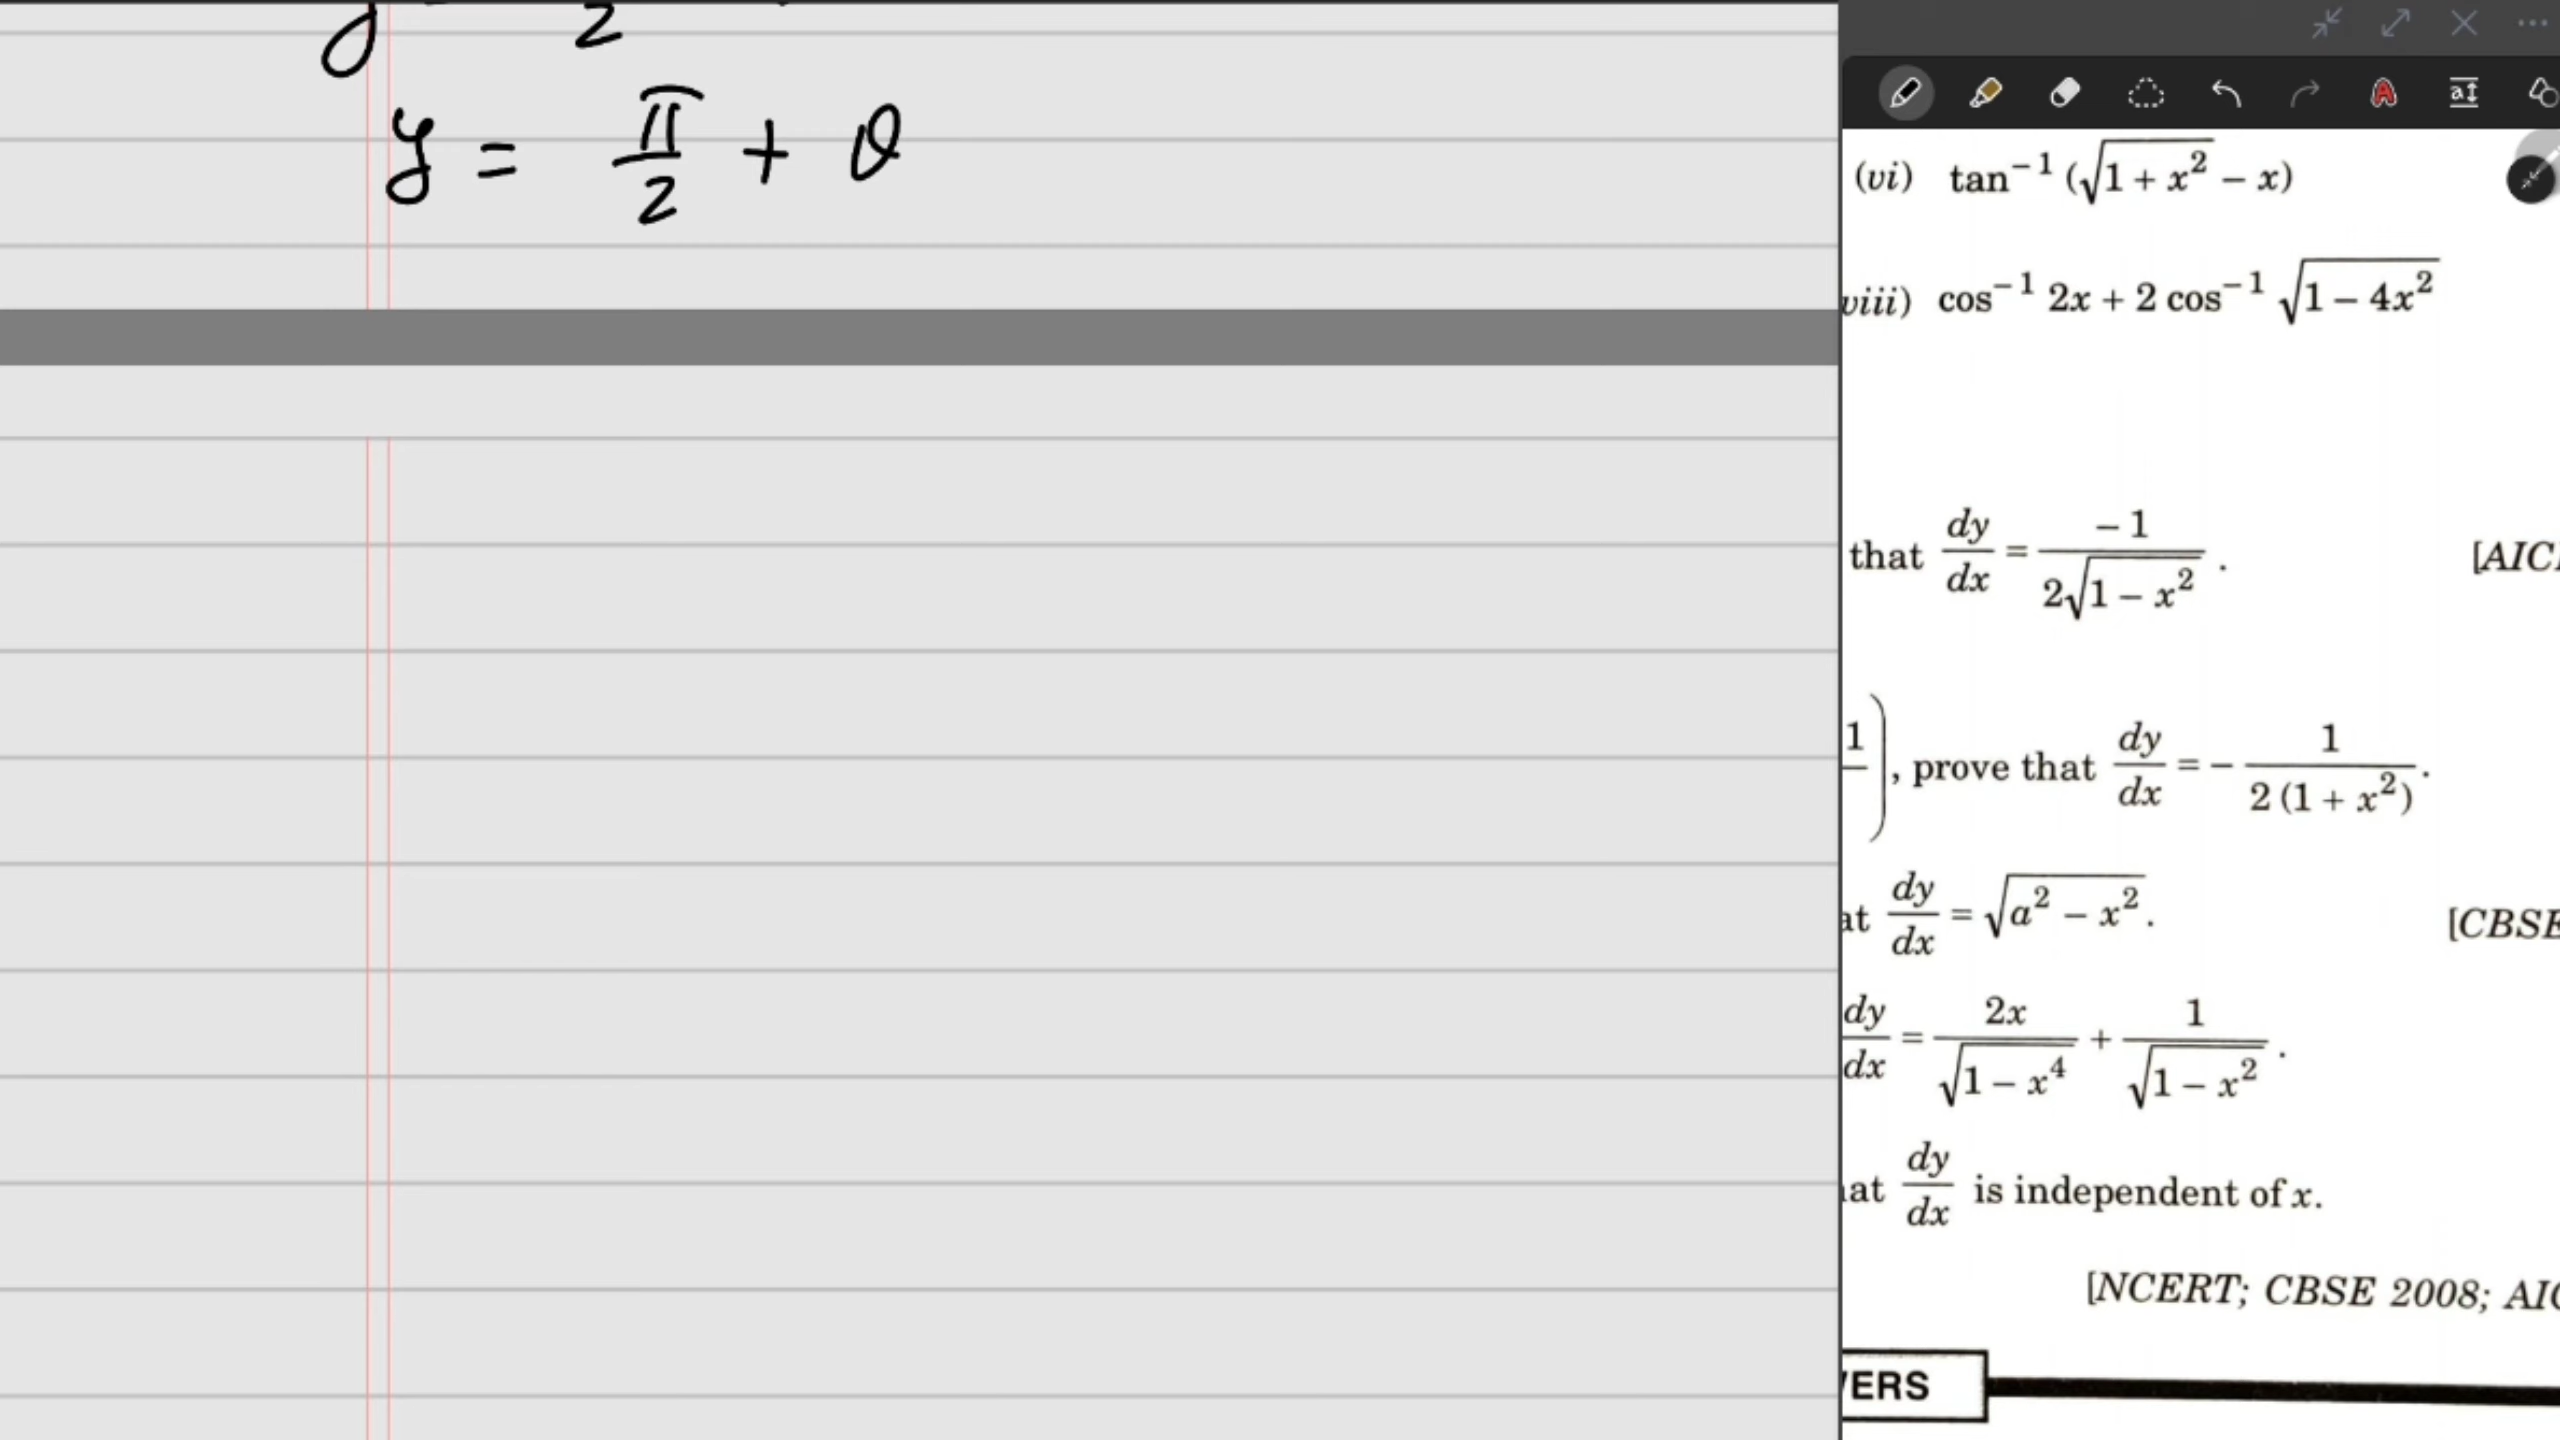 y = π/2 + θ
(vi) tan⁻¹ (√(1 + x²) − x)
viii) cos⁻¹ 2x + 2 cos⁻¹ √(1 − 4x²)
that dy/dx = −1/(2√(1 − x²)) . [AIC
1), prove that dy/dx = − 1/(2 (1 + x²)).
at dy/dx = √(a² − x²). [CBSE
dy/dx = 2x/√(1 − x⁴) + 1/√(1 − x²) .
at dy/dx is independent of x.
[NCERT; CBSE 2008; AIC
ERS